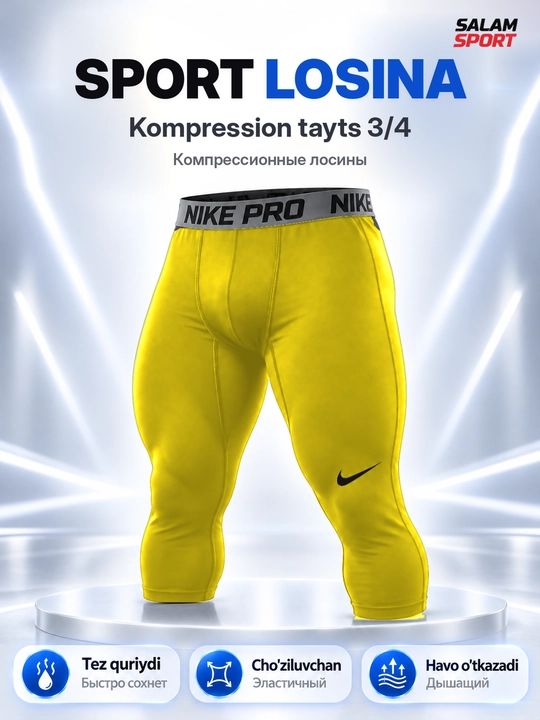 SALAM
SPORT
SPORT LOSINA
Kompression tayts 3/4
Компрессионные лосины
NIKE PRO NIKE
Tez quriydi
Быстро сохнет
Cho'ziluvchan
Эластичный
Havo o'tkazadi
Дышащий